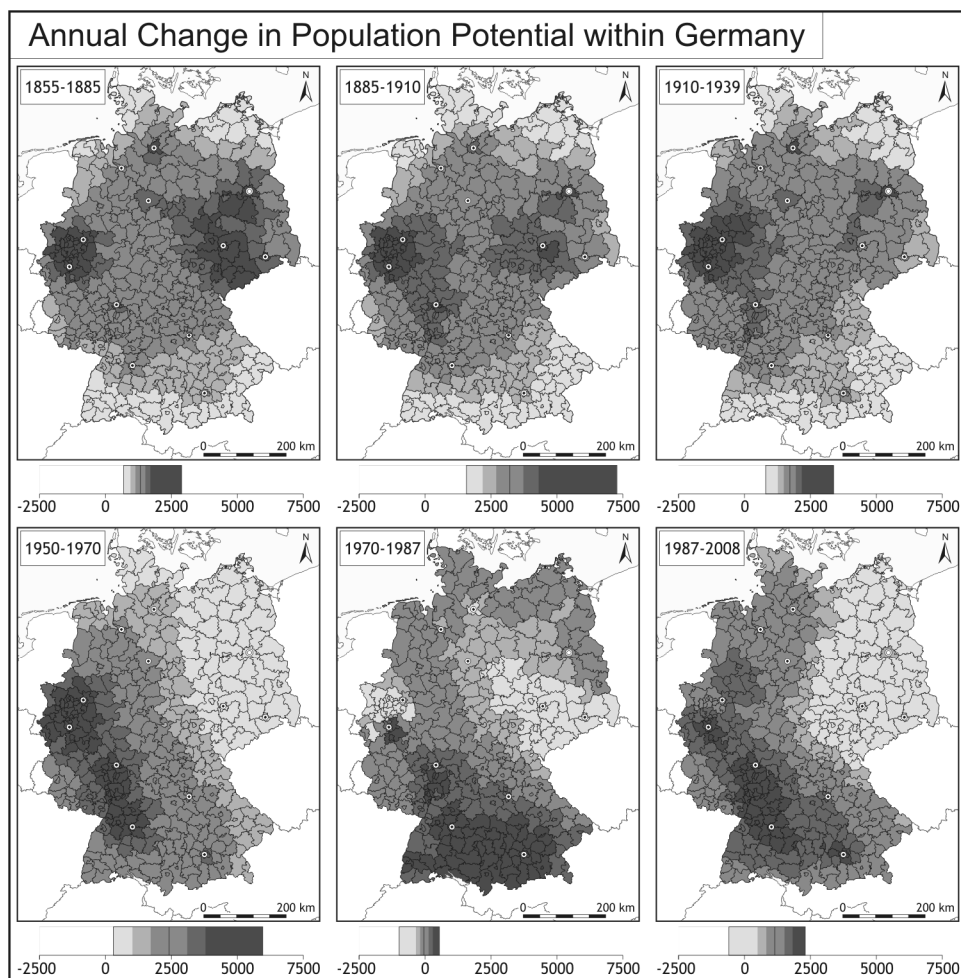 Annual Change in Population Potential within Germany
1855-1885
N
0 200 km
-2500 0 2500 5000 7500
1885-1910
N
0 200 km
-2500 0 2500 5000 7500
1910-1939
N
0 200 km
-2500 0 2500 5000 7500
1950-1970
N
0 200 km
-2500 0 2500 5000 7500
1970-1987
N
0 200 km
-2500 0 2500 5000 7500
1987-2008
N
0 200 km
-2500 0 2500 5000 7500